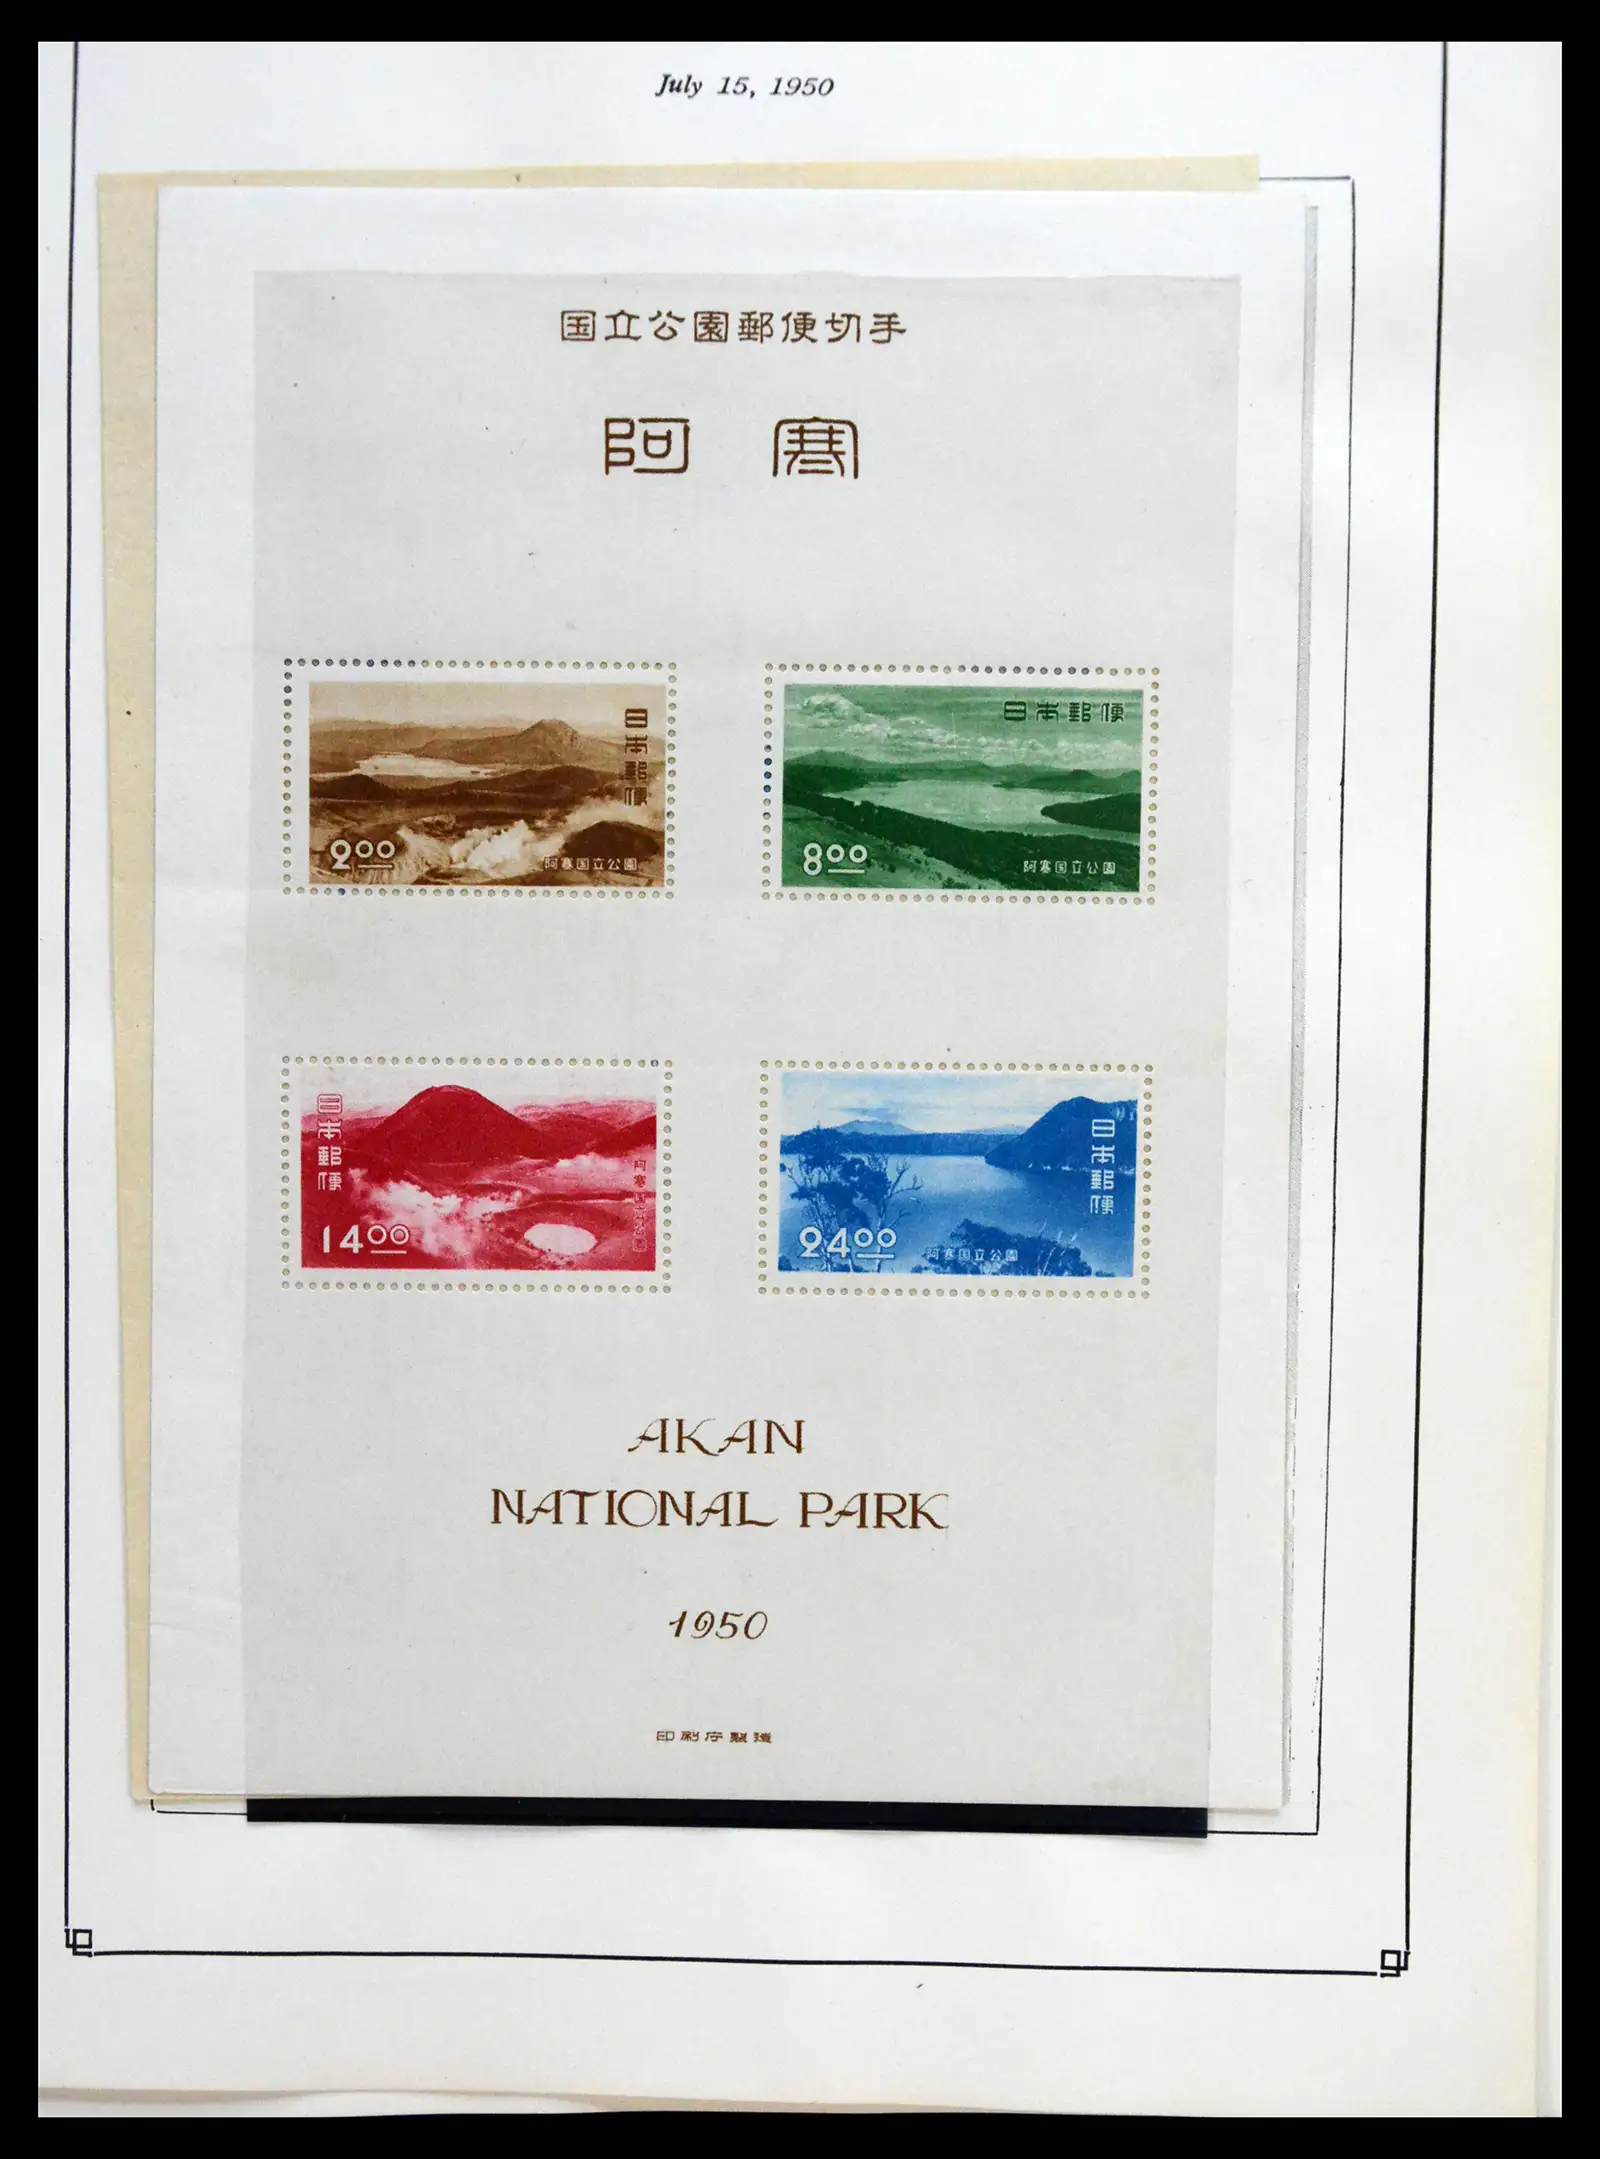 July 15, 1950
国立公園郵便切手
阿寒
日本郵便
2.00
阿寒国立公園
日本郵便
8.00
阿寒国立公園
日本郵便
阿寒国立公園
14.00
日本郵便
24.00
阿寒国立公園
AKAN
NATIONAL PARK
1950
印刷庁製造